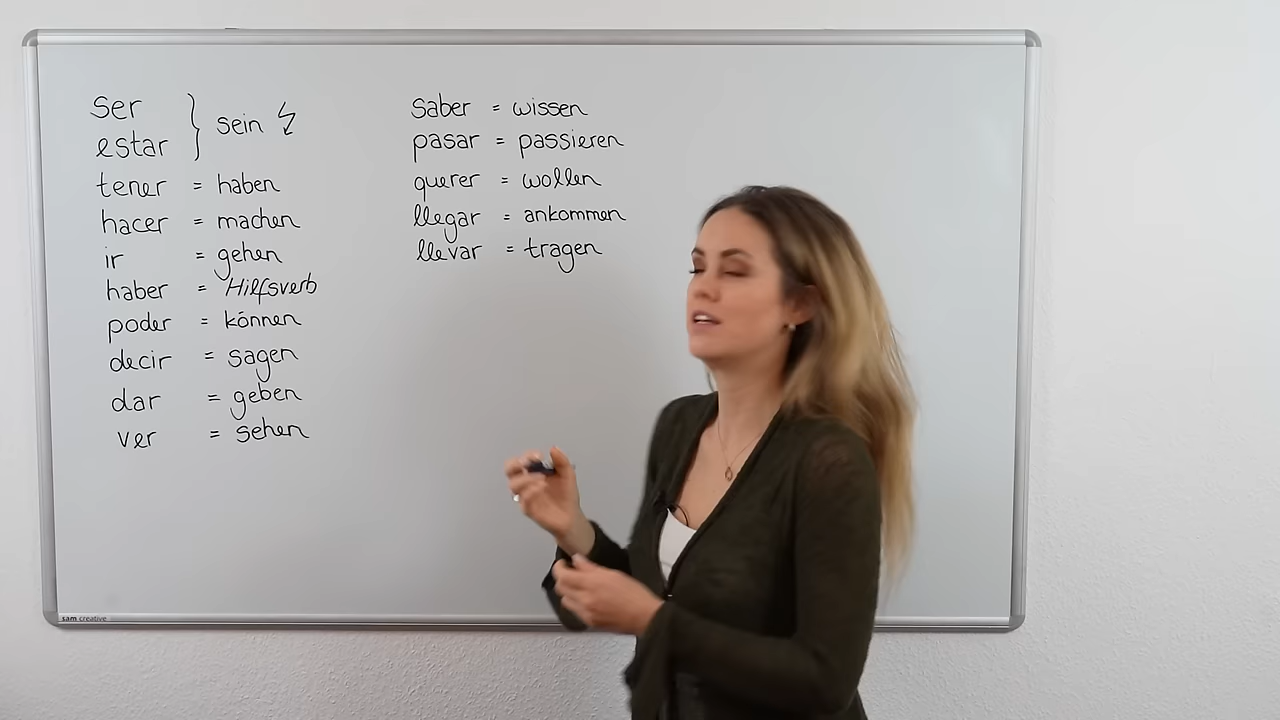 ser
estar } sein
tener = haben
hacer = machen
ir = gehen
haber = Hilfsverb
poder = können
decir = sagen
dar = geben
ver = sehen
saber = wissen
pasar = passieren
querer = wollen
llegar = ankommen
llevar = tragen
sam creative